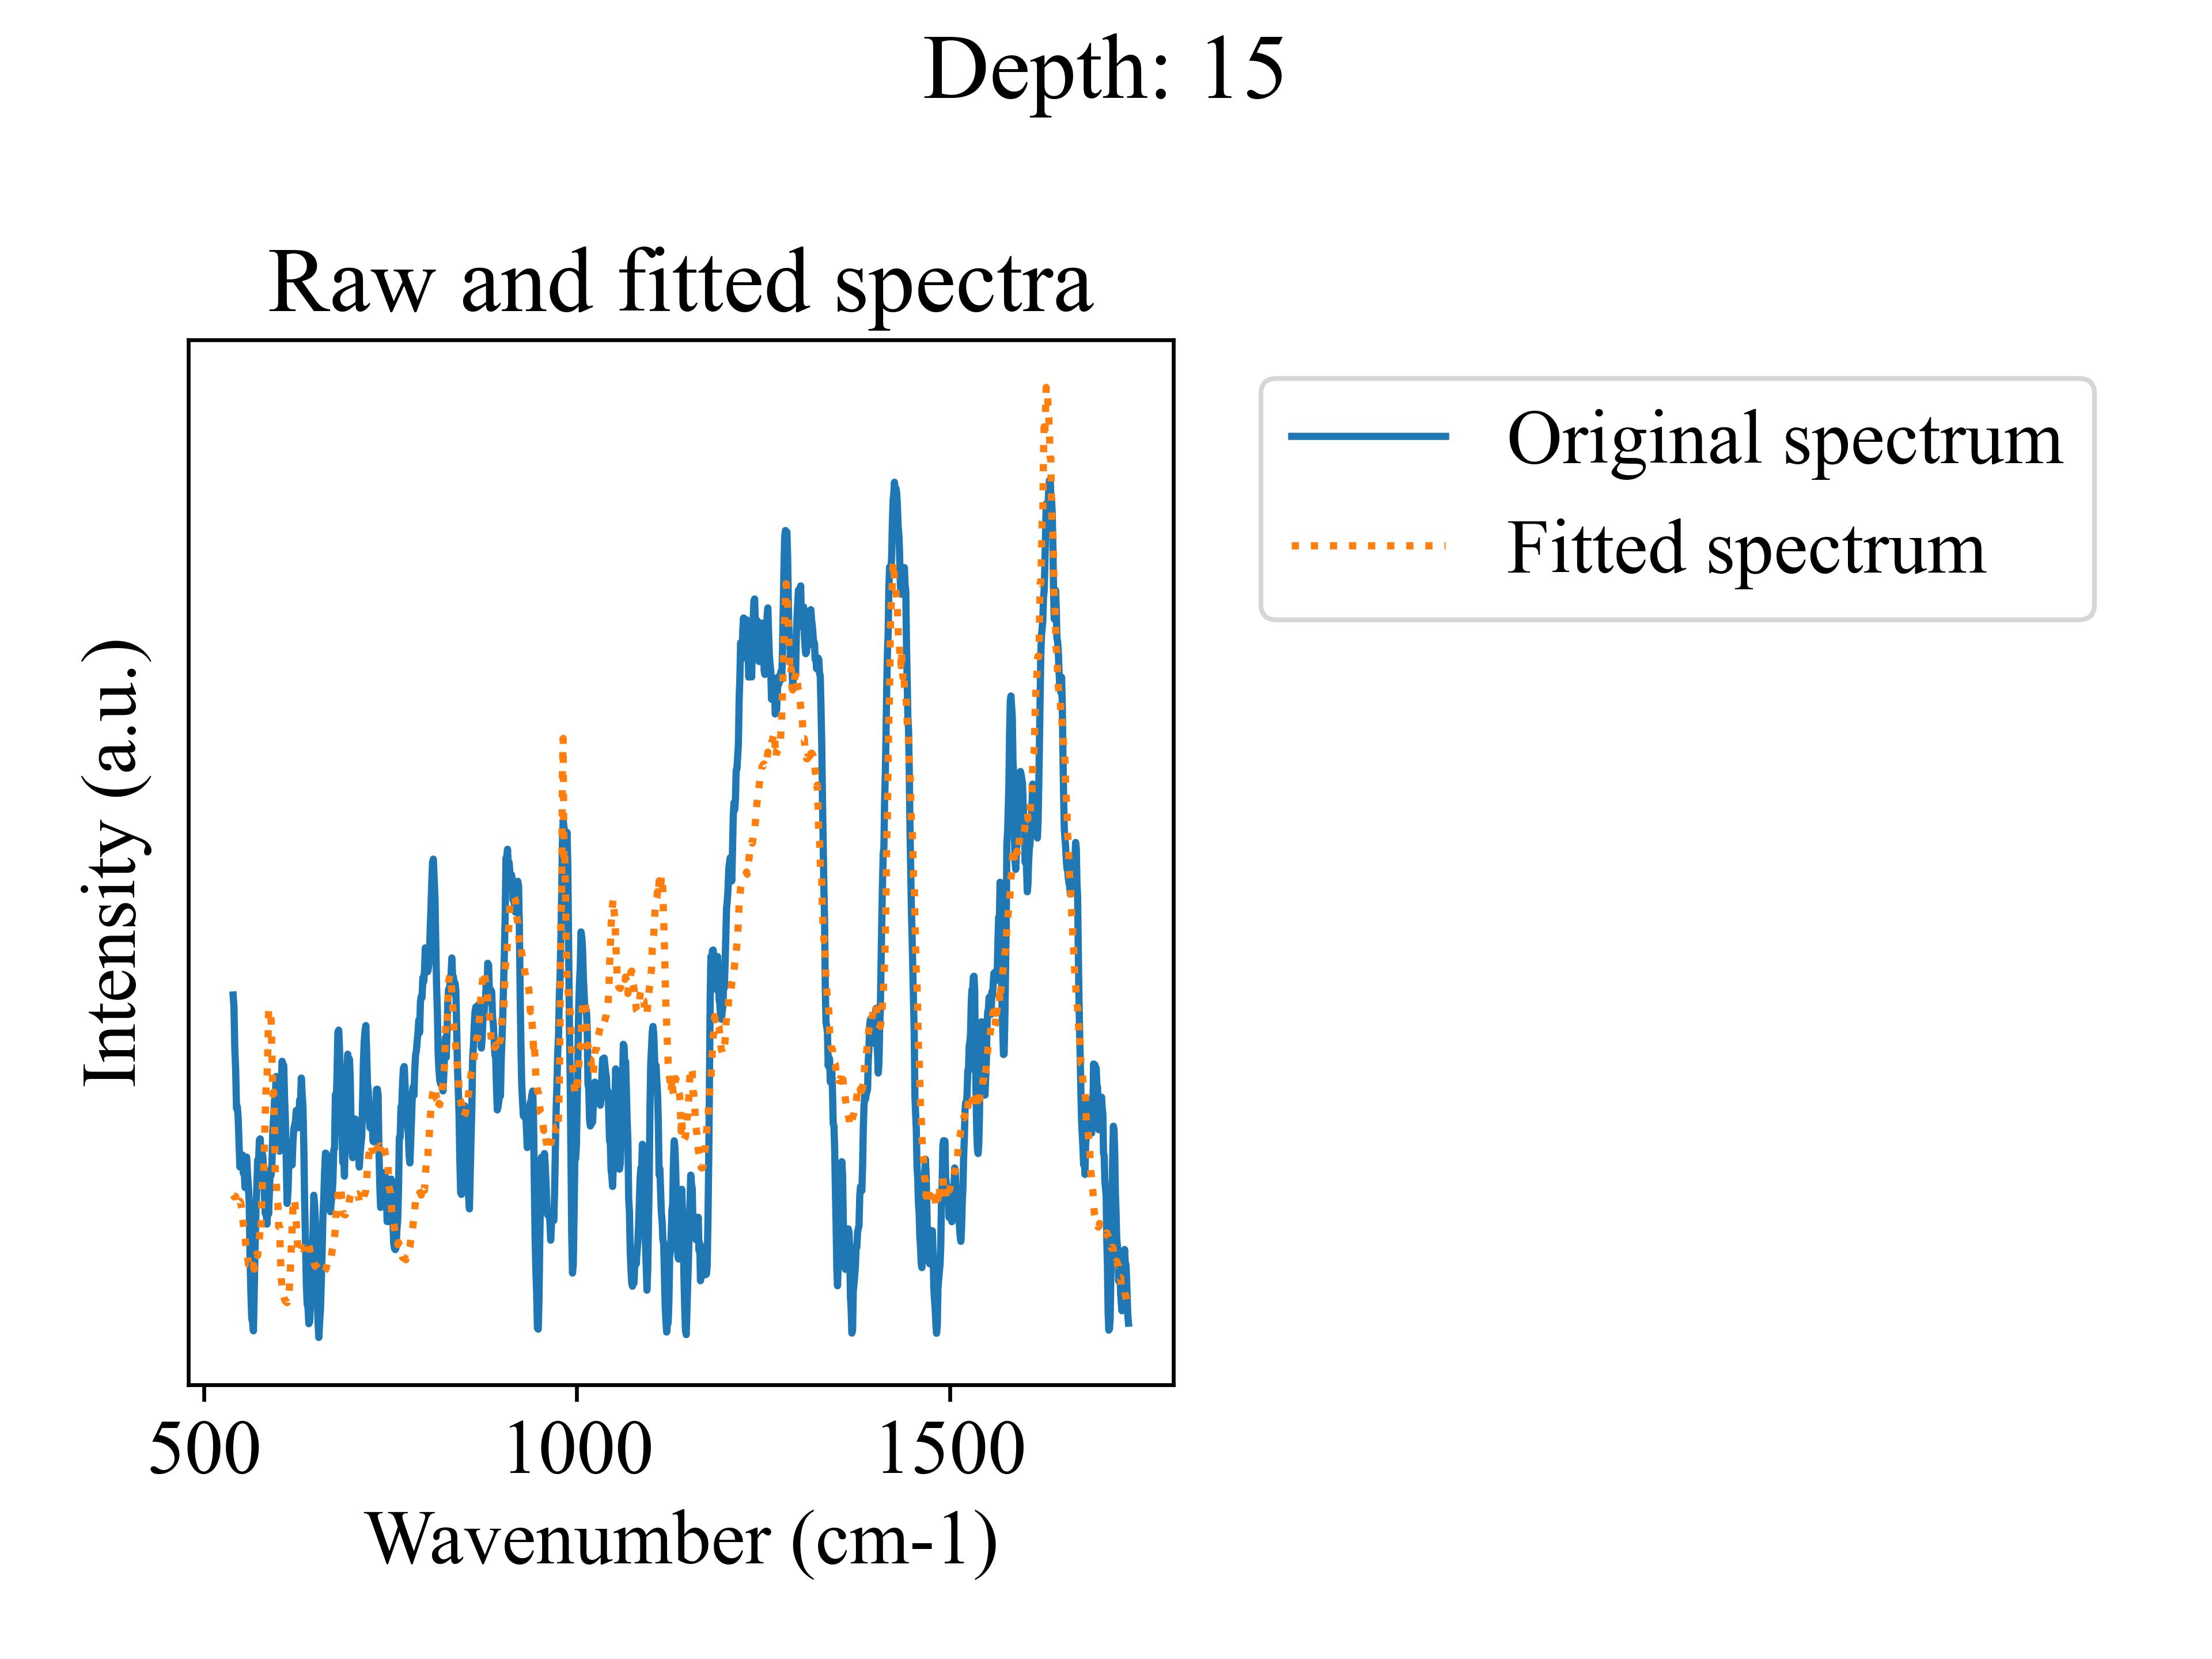 Depth: 15
Raw and fitted spectra
Original spectrum
Fitted spectrum
Intensity (a.u.)
500 1000 1500
Wavenumber (cm-1)